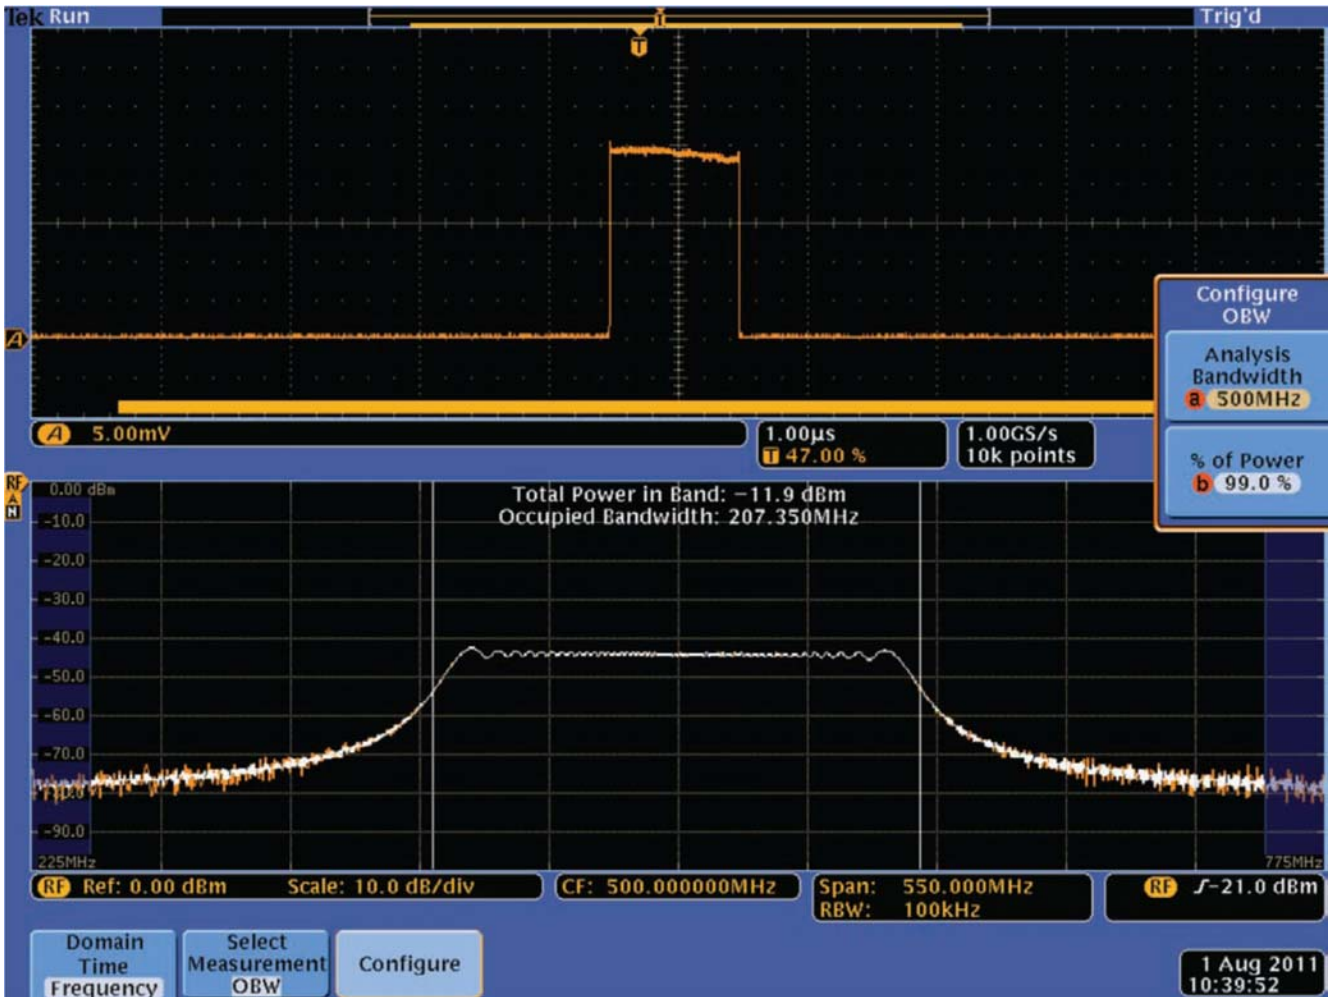 Tek Run
Trig'd
T
T
A
Configure
OBW
Analysis
Bandwidth
a 500MHz
% of Power
b 99.0 %
A 5.00mV
1.00µs
T 47.00 %
1.00GS/s
10k points
RF
A
N
0.00 dBm
Total Power in Band: −11.9 dBm
Occupied Bandwidth: 207.350MHz
-10.0
-20.0
-30.0
-40.0
-50.0
-60.0
-70.0
-80.0
-90.0
225MHz
775MHz
RF Ref: 0.00 dBm Scale: 10.0 dB/div
CF: 500.000000MHz
Span: 550.000MHz
RBW: 100kHz
RF −21.0 dBm
Domain
Time
Frequency
Select
Measurement
OBW
Configure
1 Aug 2011
10:39:52